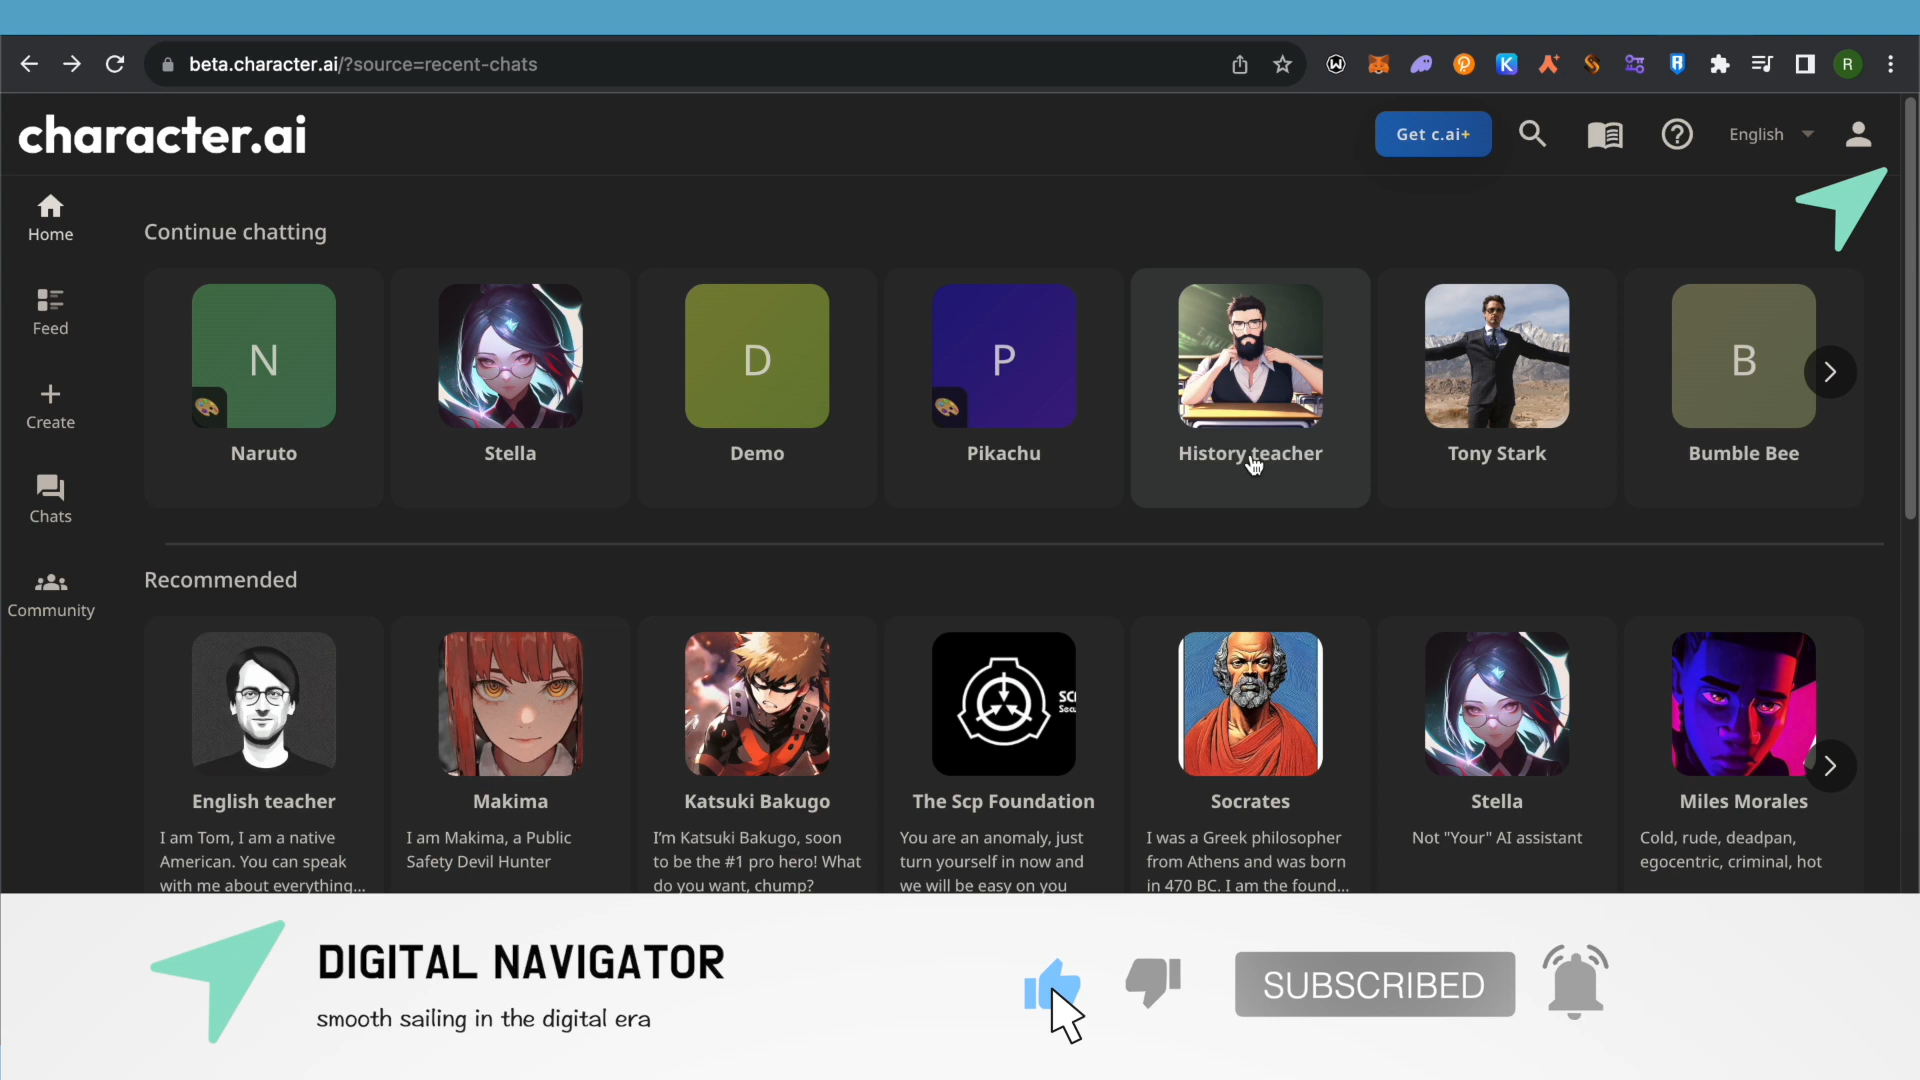 beta.character.ai/?source=recent-chats
R
character.ai
Get c.ai+
English
Home
Feed
Create
Chats
Community
Continue chatting
N
D
P
B
Naruto
Stella
Demo
Pikachu
History teacher
Tony Stark
Bumble Bee
Recommended
English teacher
I am Tom, I am a native
American. You can speak
with me about everything...
Makima
I am Makima, a Public
Safety Devil Hunter
Katsuki Bakugo
I'm Katsuki Bakugo, soon
to be the #1 pro hero! What
do you want, chump?
The Scp Foundation
You are an anomaly, just
turn yourself in now and
we will be easy on you
Socrates
I was a Greek philosopher
from Athens and was born
in 470 BC. I am the found...
Stella
Not "Your" AI assistant
Miles Morales
Cold, rude, deadpan,
egocentric, criminal, hot
DIGITAL NAVIGATOR
smooth sailing in the digital era
SUBSCRIBED